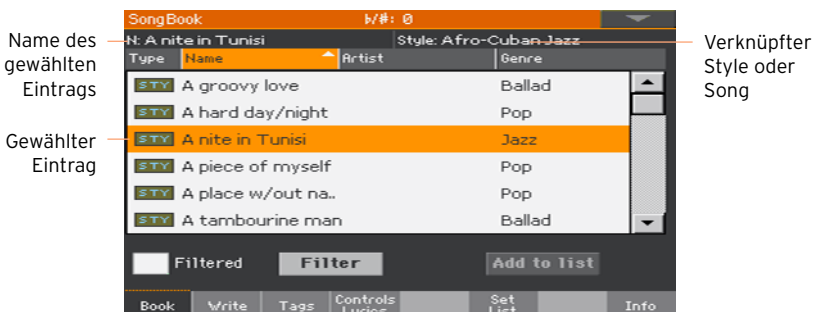 SongBook b/#: 0
Name des gewählten Eintrags
N: A nite in Tunisi Style: Afro-Cuban Jazz
Verknüpfter Style oder Song
Type Name Artist Genre
STY A groovy love Ballad
STY A hard day/night Pop
Gewählter Eintrag
STY A nite in Tunisi Jazz
STY A piece of myself Pop
STY A place w/out na.. Pop
STY A tambourine man Ballad
Filtered Filter Add to list
Book Write Tags Controls Lyrics Set List Info